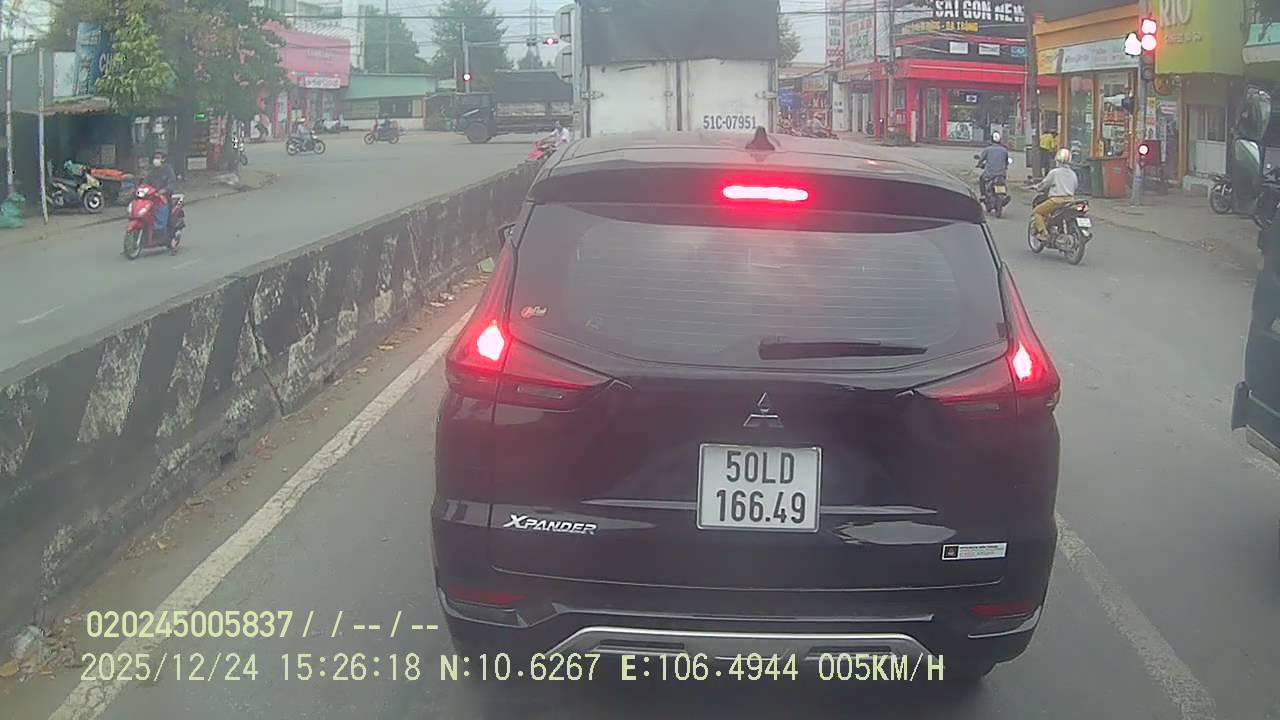 SAI GON NEW
RIO
51C-07951
50LD
166.49
XPANDER
020245005837 / / -- / --
2025/12/24 15:26:18 N:10.6267 E:106.4944 005KM/H